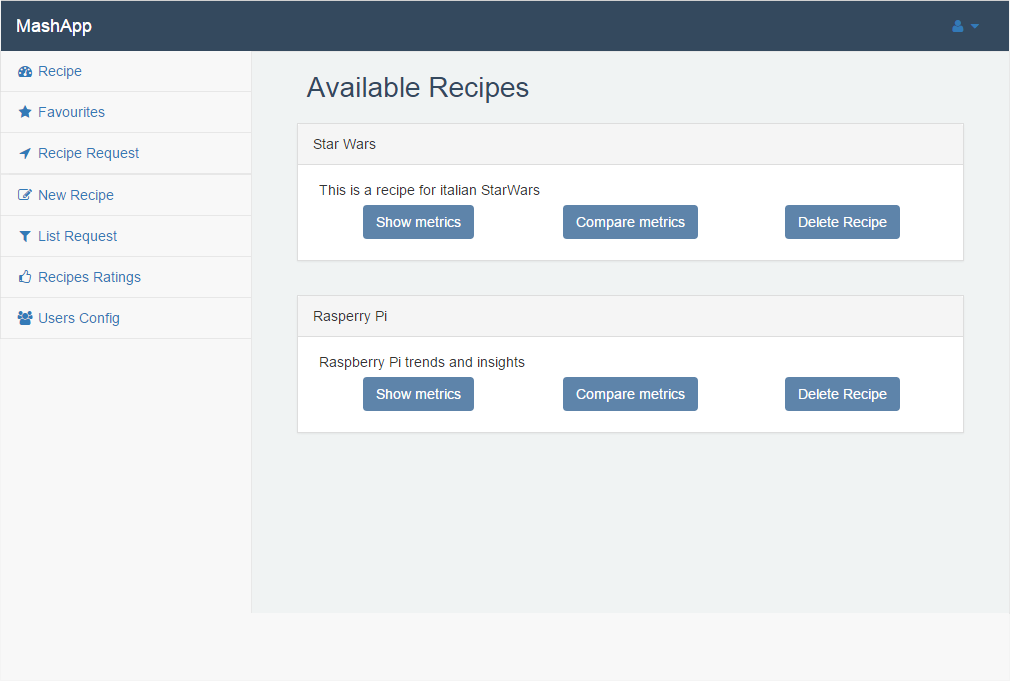 MashApp
Recipe
Favourites
Recipe Request
New Recipe
List Request
Recipes Ratings
Users Config
Available Recipes
Star Wars
This is a recipe for italian StarWars
Show metrics Compare metrics Delete Recipe
Rasperry Pi
Raspberry Pi trends and insights
Show metrics Compare metrics Delete Recipe